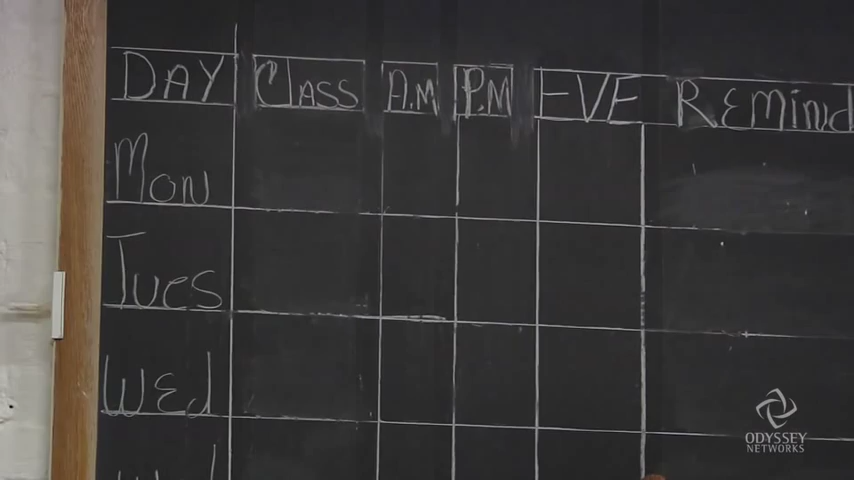 DAY Class A.M P.M EVE Remind
Mon
Tues
Wed
ODYSSEY
NETWORKS